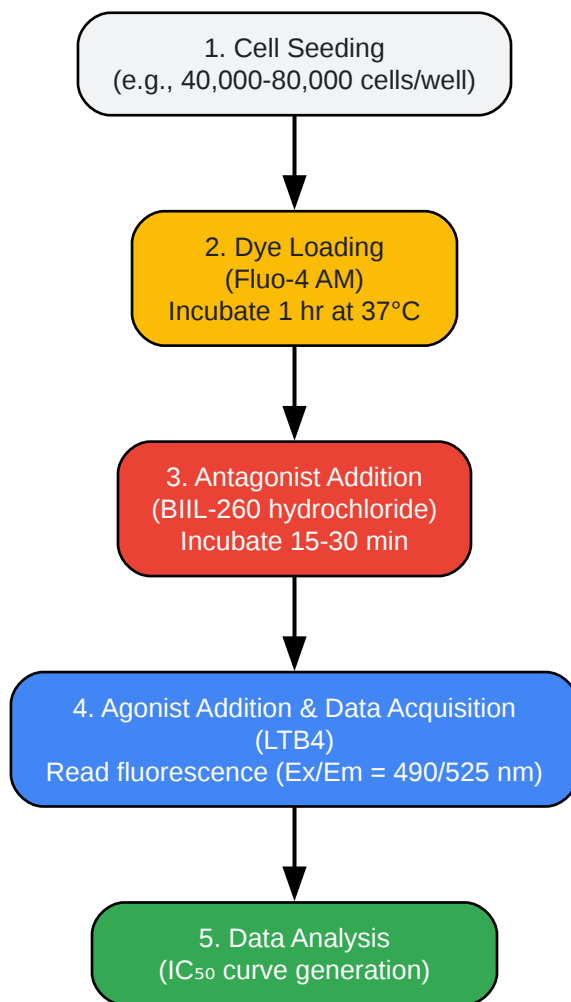 1. Cell Seeding
(e.g., 40,000-80,000 cells/well)
2. Dye Loading
(Fluo-4 AM)
Incubate 1 hr at 37°C
3. Antagonist Addition
(BIIL-260 hydrochloride)
Incubate 15-30 min
4. Agonist Addition & Data Acquisition
(LTB4)
Read fluorescence (Ex/Em = 490/525 nm)
5. Data Analysis
(IC₅₀ curve generation)